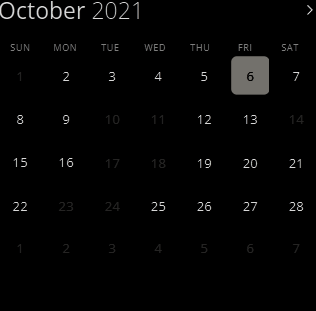 October 2021
SUN MON TUE WED THU FRI SAT
1 2 3 4 5 6 7
8 9 10 11 12 13 14
15 16 17 18 19 20 21
22 23 24 25 26 27 28
1 2 3 4 5 6 7